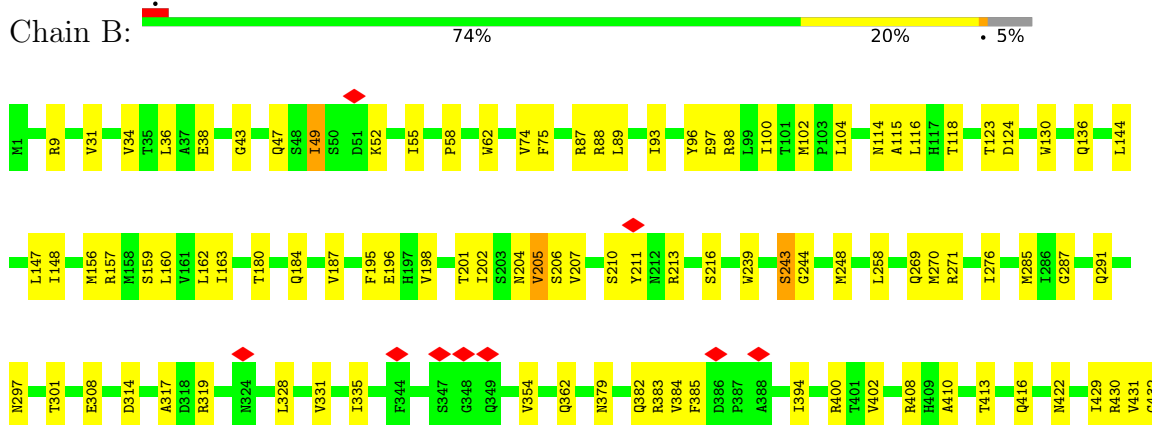 •
Chain B:
74% 20% • 5%
M1 R9 V31 V34 T35 L36 A37 E38 G43 Q47 S48 I49 S50 D51 K52 I55 P58 W62 V74 F75 R87 R88 L89 I93 Y96 E97 R98 L99 I100 T101 M102 P103 L104 N114 A115 L116 H117 T118 T123 D124 W130 Q136 L144
L147 I148 M156 R157 M158 S159 L160 V161 L162 I163 T180 Q184 V187 F195 E196 H197 V198 T201 I202 S203 N204 V205 S206 V207 S210 Y211 N212 R213 S216 W239 S243 G244 M248 L258 Q269 M270 R271 I276 M285 I286 G287 Q291
N297 T301 E308 D314 A317 D318 R319 N324 L328 V331 I335 F344 S347 G348 Q349 V354 Q362 N379 Q382 R383 V384 F385 D386 P387 A388 I394 R400 T401 V402 R408 H409 A410 T413 Q416 N422 I429 R430 V431